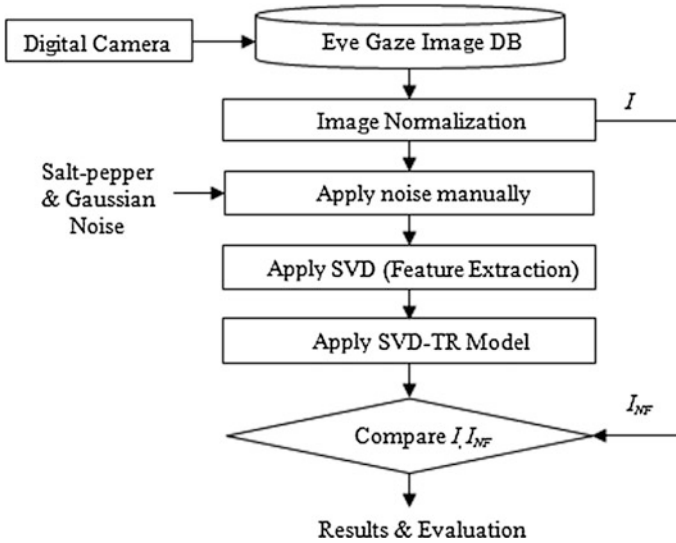 Digital Camera
Eve Gaze Image DB
Image Normalization
I
Salt-pepper
& Gaussian
Noise
Apply noise manually
Apply SVD (Feature Extraction)
Apply SVD-TR Model
Compare I, I_NF
I_NF
Results & Evaluation